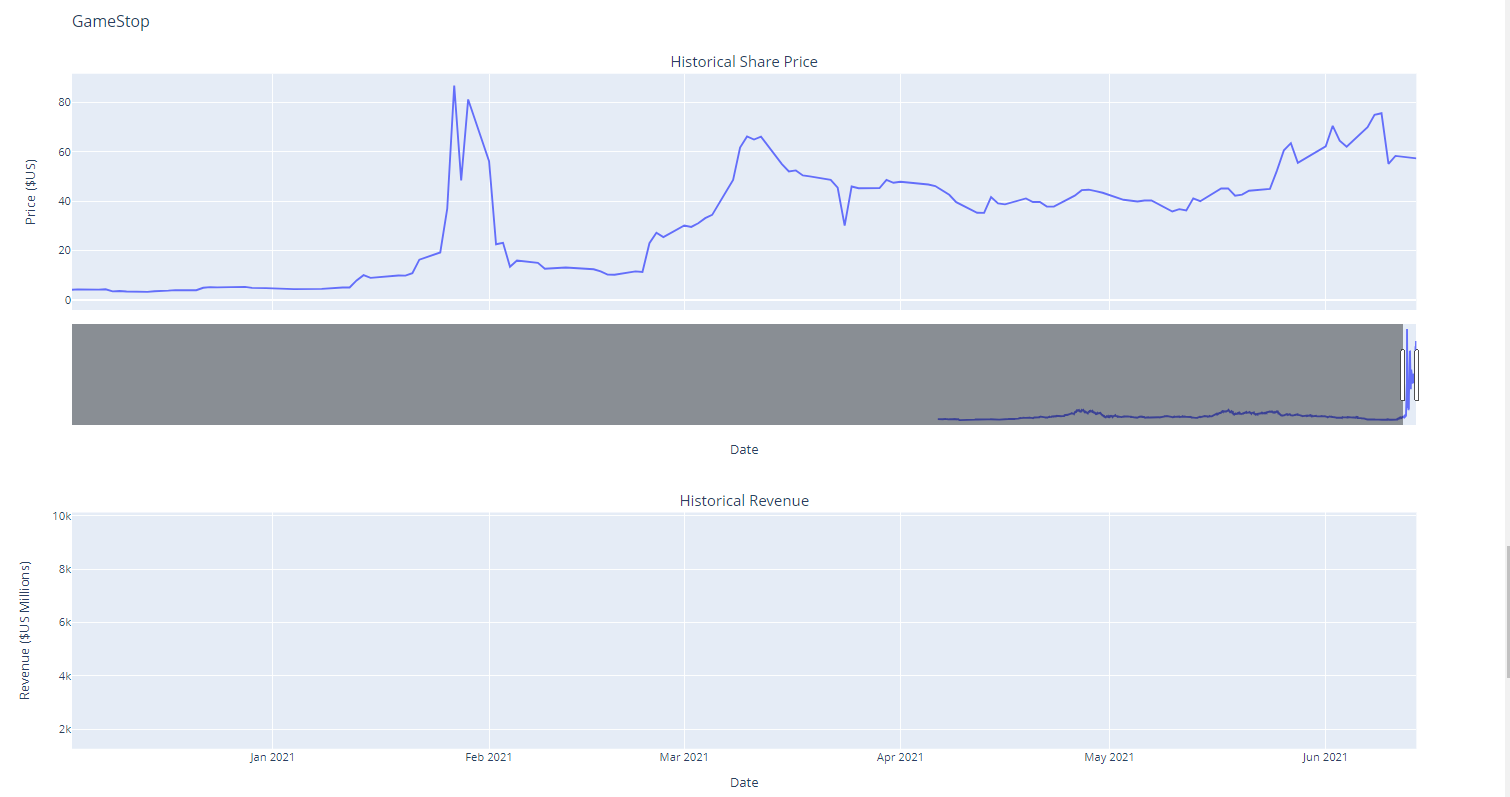 GameStop
Historical Share Price
80
60
40
20
0
Price ($US)
Date
Historical Revenue
10k
8k
6k
4k
2k
Revenue ($US Millions)
Jan 2021 Feb 2021 Mar 2021 Apr 2021 May 2021 Jun 2021
Date